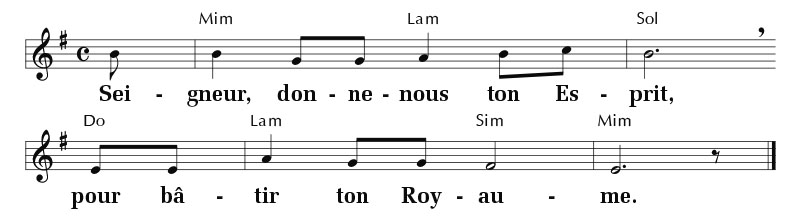 Mim Lam Sol
Sei - gneur, don - ne - nous ton Es - prit,
Do Lam Sim Mim
pour bâ - tir ton Roy - au - me.